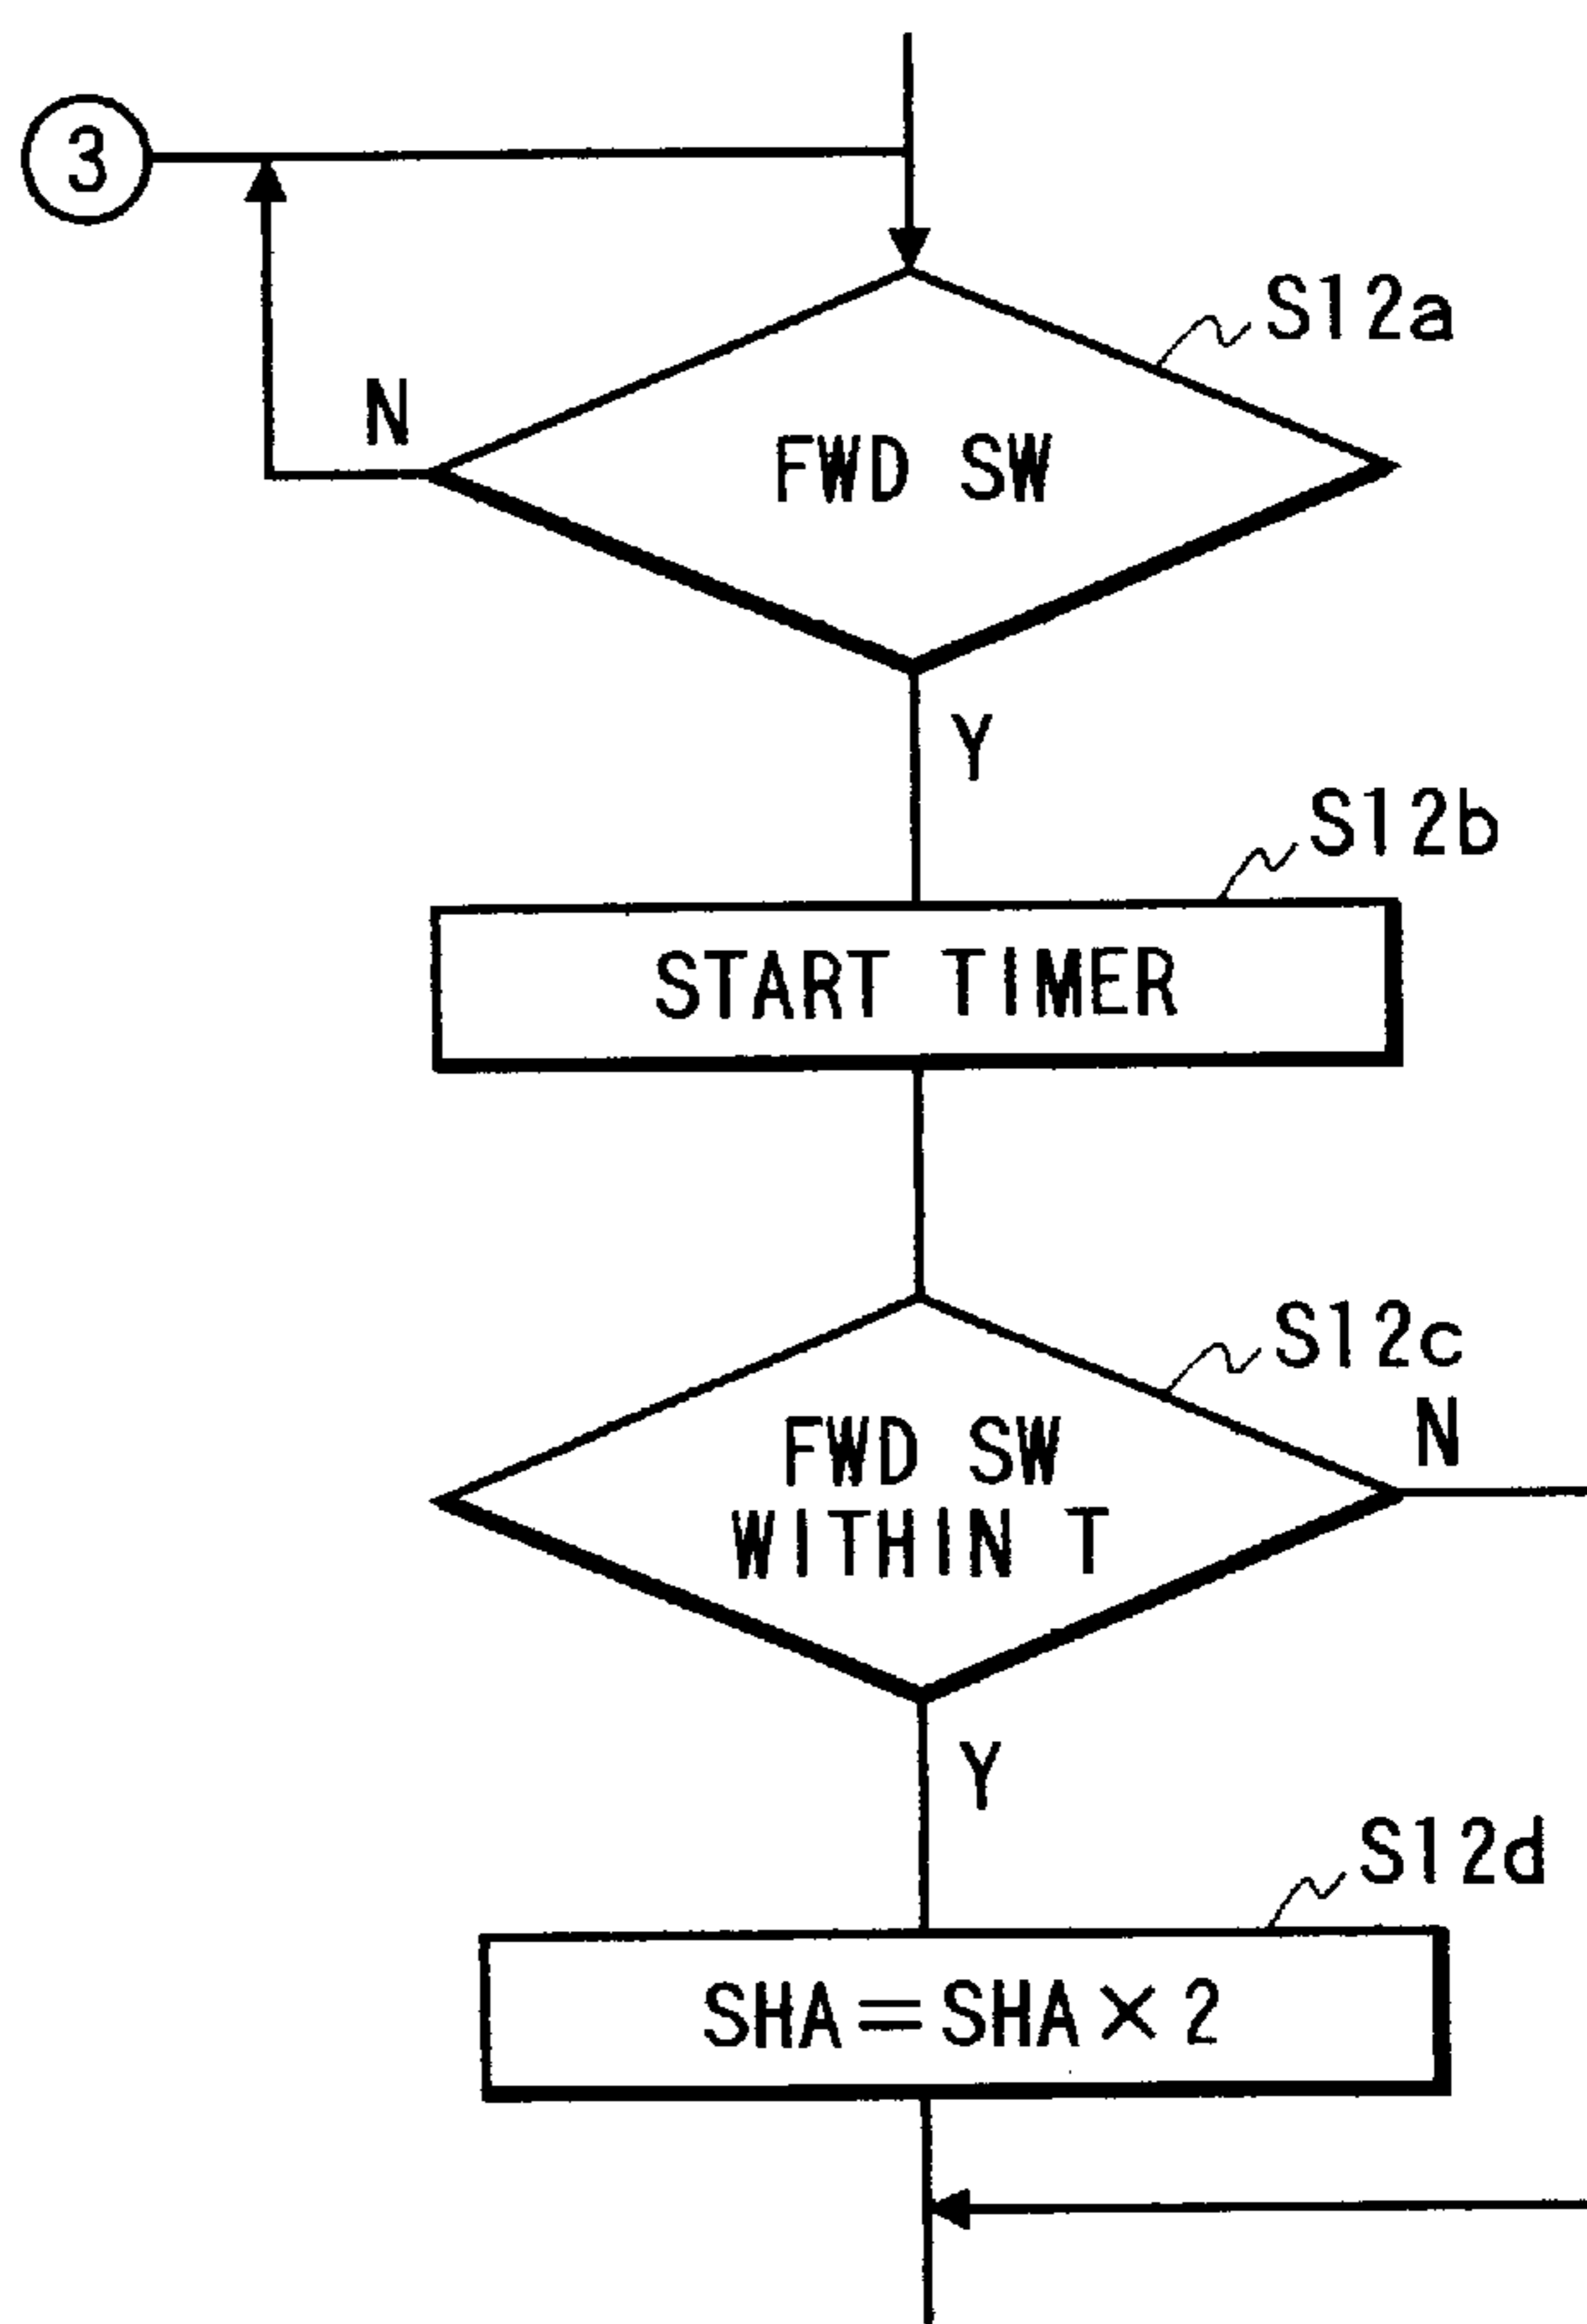 3
S12a
N
FWD SW
Y
S12b
START TIMER
S12c
N
FWD SW
WITHIN T
Y
S12d
SHA=SHA×2